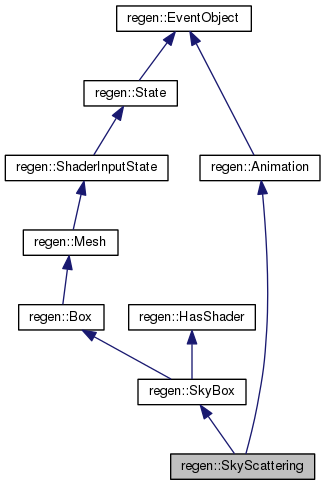 regen::EventObject
regen::State
regen::ShaderInputState
regen::Animation
regen::Mesh
regen::Box
regen::HasShader
regen::SkyBox
regen::SkyScattering